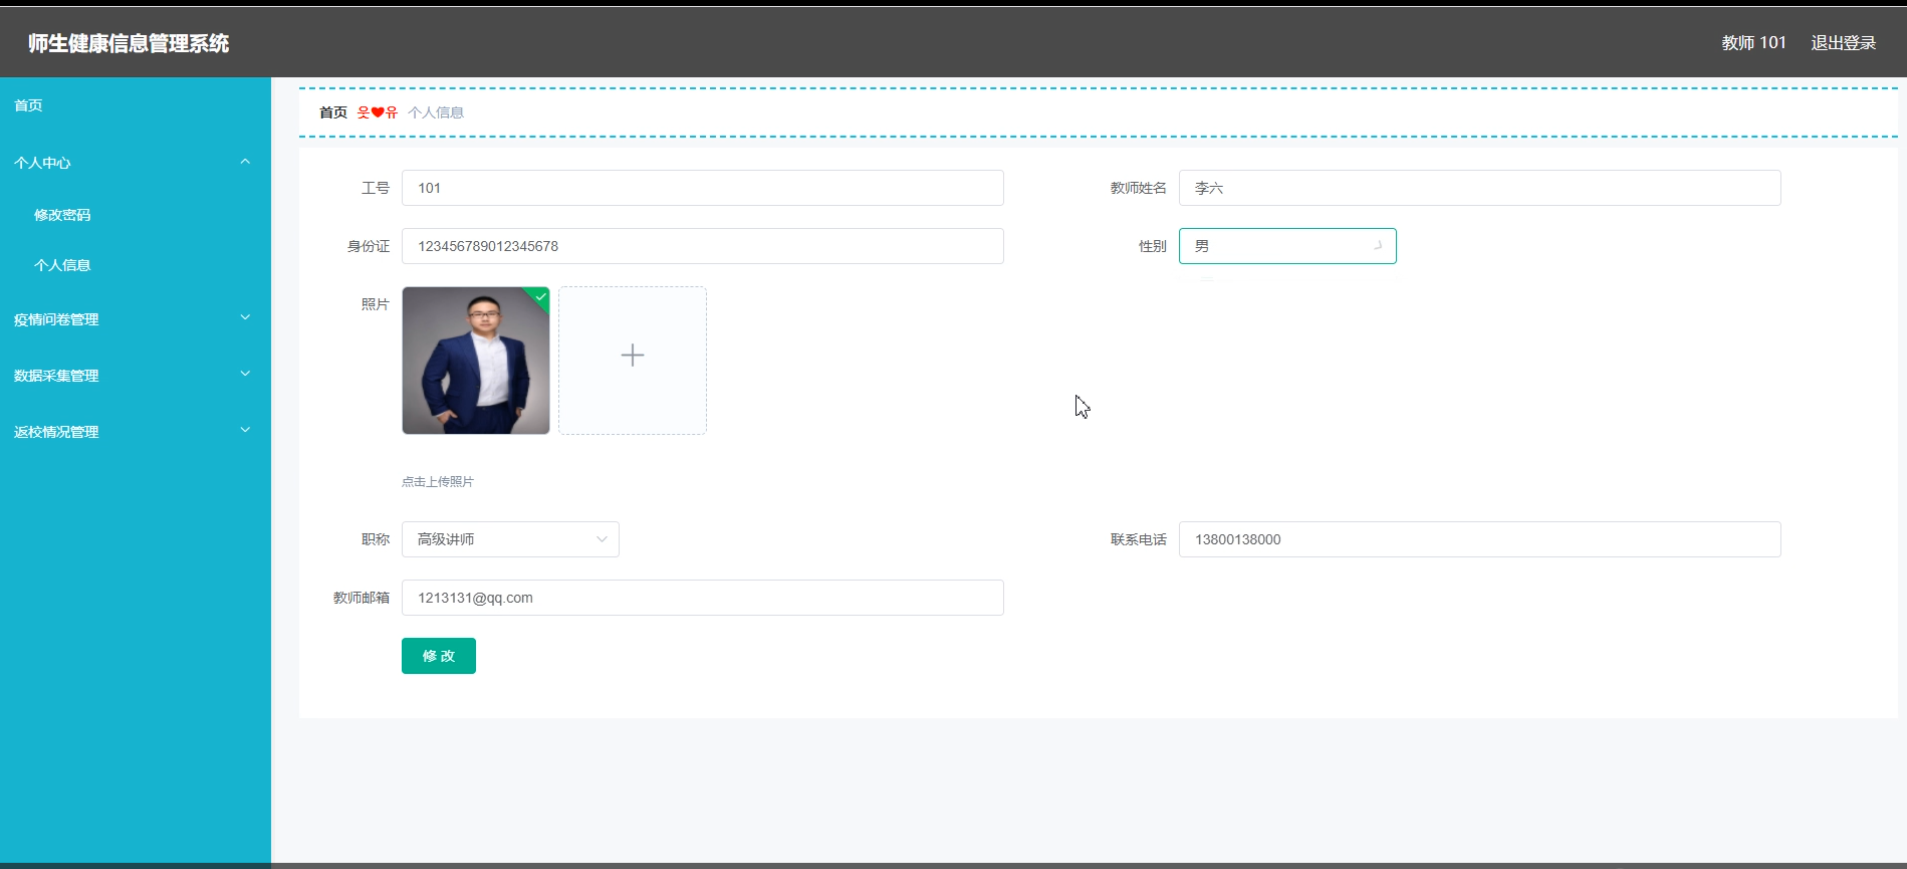 师生健康信息管理系统
教师 101 退出登录
首页
个人中心
修改密码
个人信息
疫情问卷管理
数据采集管理
返校情况管理
首页 웃❤유 个人信息
工号 101 教师姓名 李六
身份证 123456789012345678 性别 男
照片
点击上传照片
职称 高级讲师 联系电话 13800138000
教师邮箱 1213131@qq.com
修 改